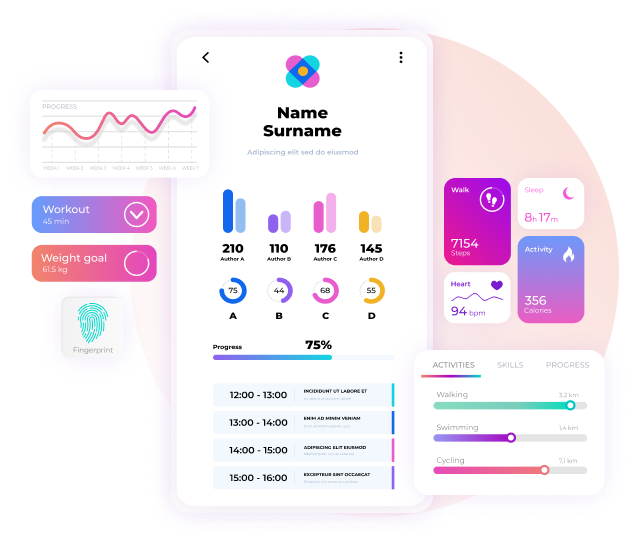 Name
Surname
Adipiscing elit sed do eiusmod
PROGRESS
WEEK 1 WEEK 2 WEEK 3 WEEK 4 WEEK 5 WEEK 6 WEEK 7
Workout
45 min
Weight goal
61.5 kg
Fingerprint
210 110 176 145
Author A Author B Author C Author D
75 44 68 55
A B C D
Progress 75%
12:00 - 13:00 INCIDIDUNT UT LABORE ET
13:00 - 14:00 ENIM AD MINIM VENIAM
14:00 - 15:00 ADIPISCING ELIT EIUSMOD
15:00 - 16:00 EXCEPTEUR SINT OCCAECAT
Walk
7154
Steps
Sleep
8h 17m
Heart
94 bpm
Activity
356
Calories
ACTIVITIES SKILLS PROGRESS
Walking 3,2 km
Swimming 1,4 km
Cycling 7,1 km